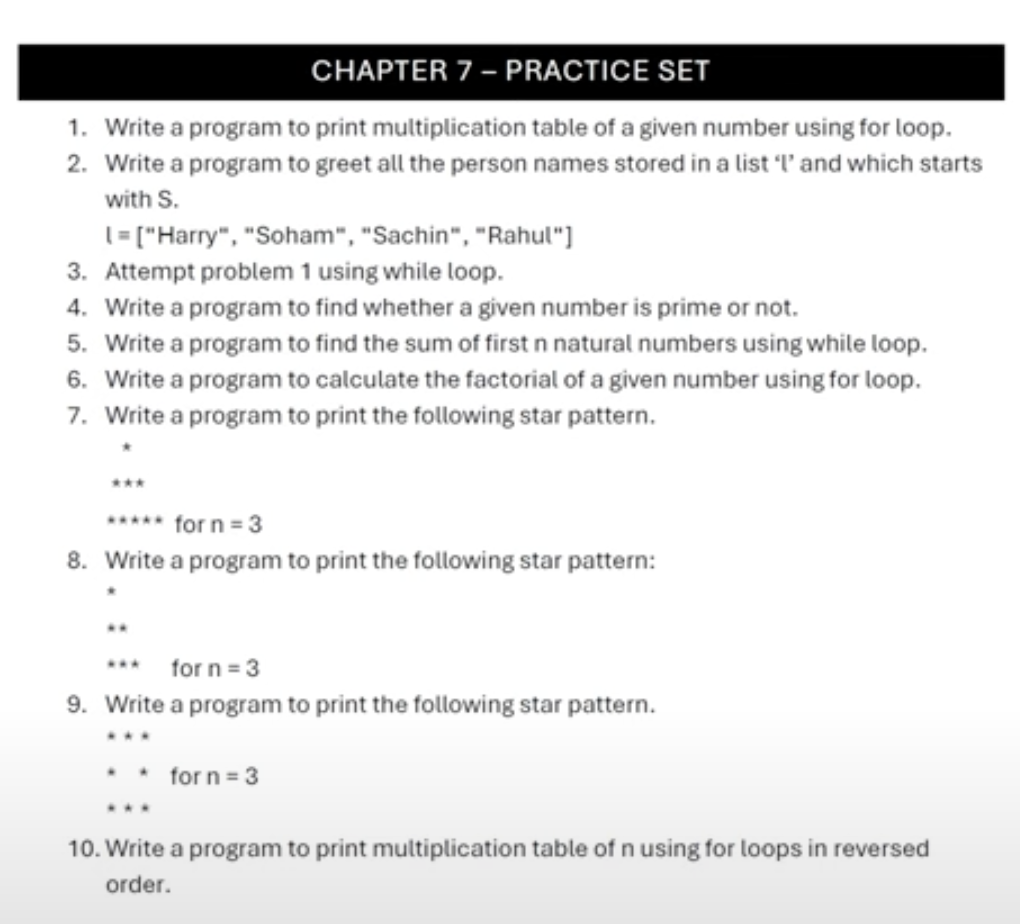 CHAPTER 7 – PRACTICE SET
1. Write a program to print multiplication table of a given number using for loop.
2. Write a program to greet all the person names stored in a list ‘l’ and which starts
with S.
l = ["Harry", "Soham", "Sachin", "Rahul"]
3. Attempt problem 1 using while loop.
4. Write a program to find whether a given number is prime or not.
5. Write a program to find the sum of first n natural numbers using while loop.
6. Write a program to calculate the factorial of a given number using for loop.
7. Write a program to print the following star pattern.
  *
 ***
***** for n = 3
8. Write a program to print the following star pattern:
*
**
***   for n = 3
9. Write a program to print the following star pattern.
* * *
*   *   for n = 3
* * *
10. Write a program to print multiplication table of n using for loops in reversed
order.